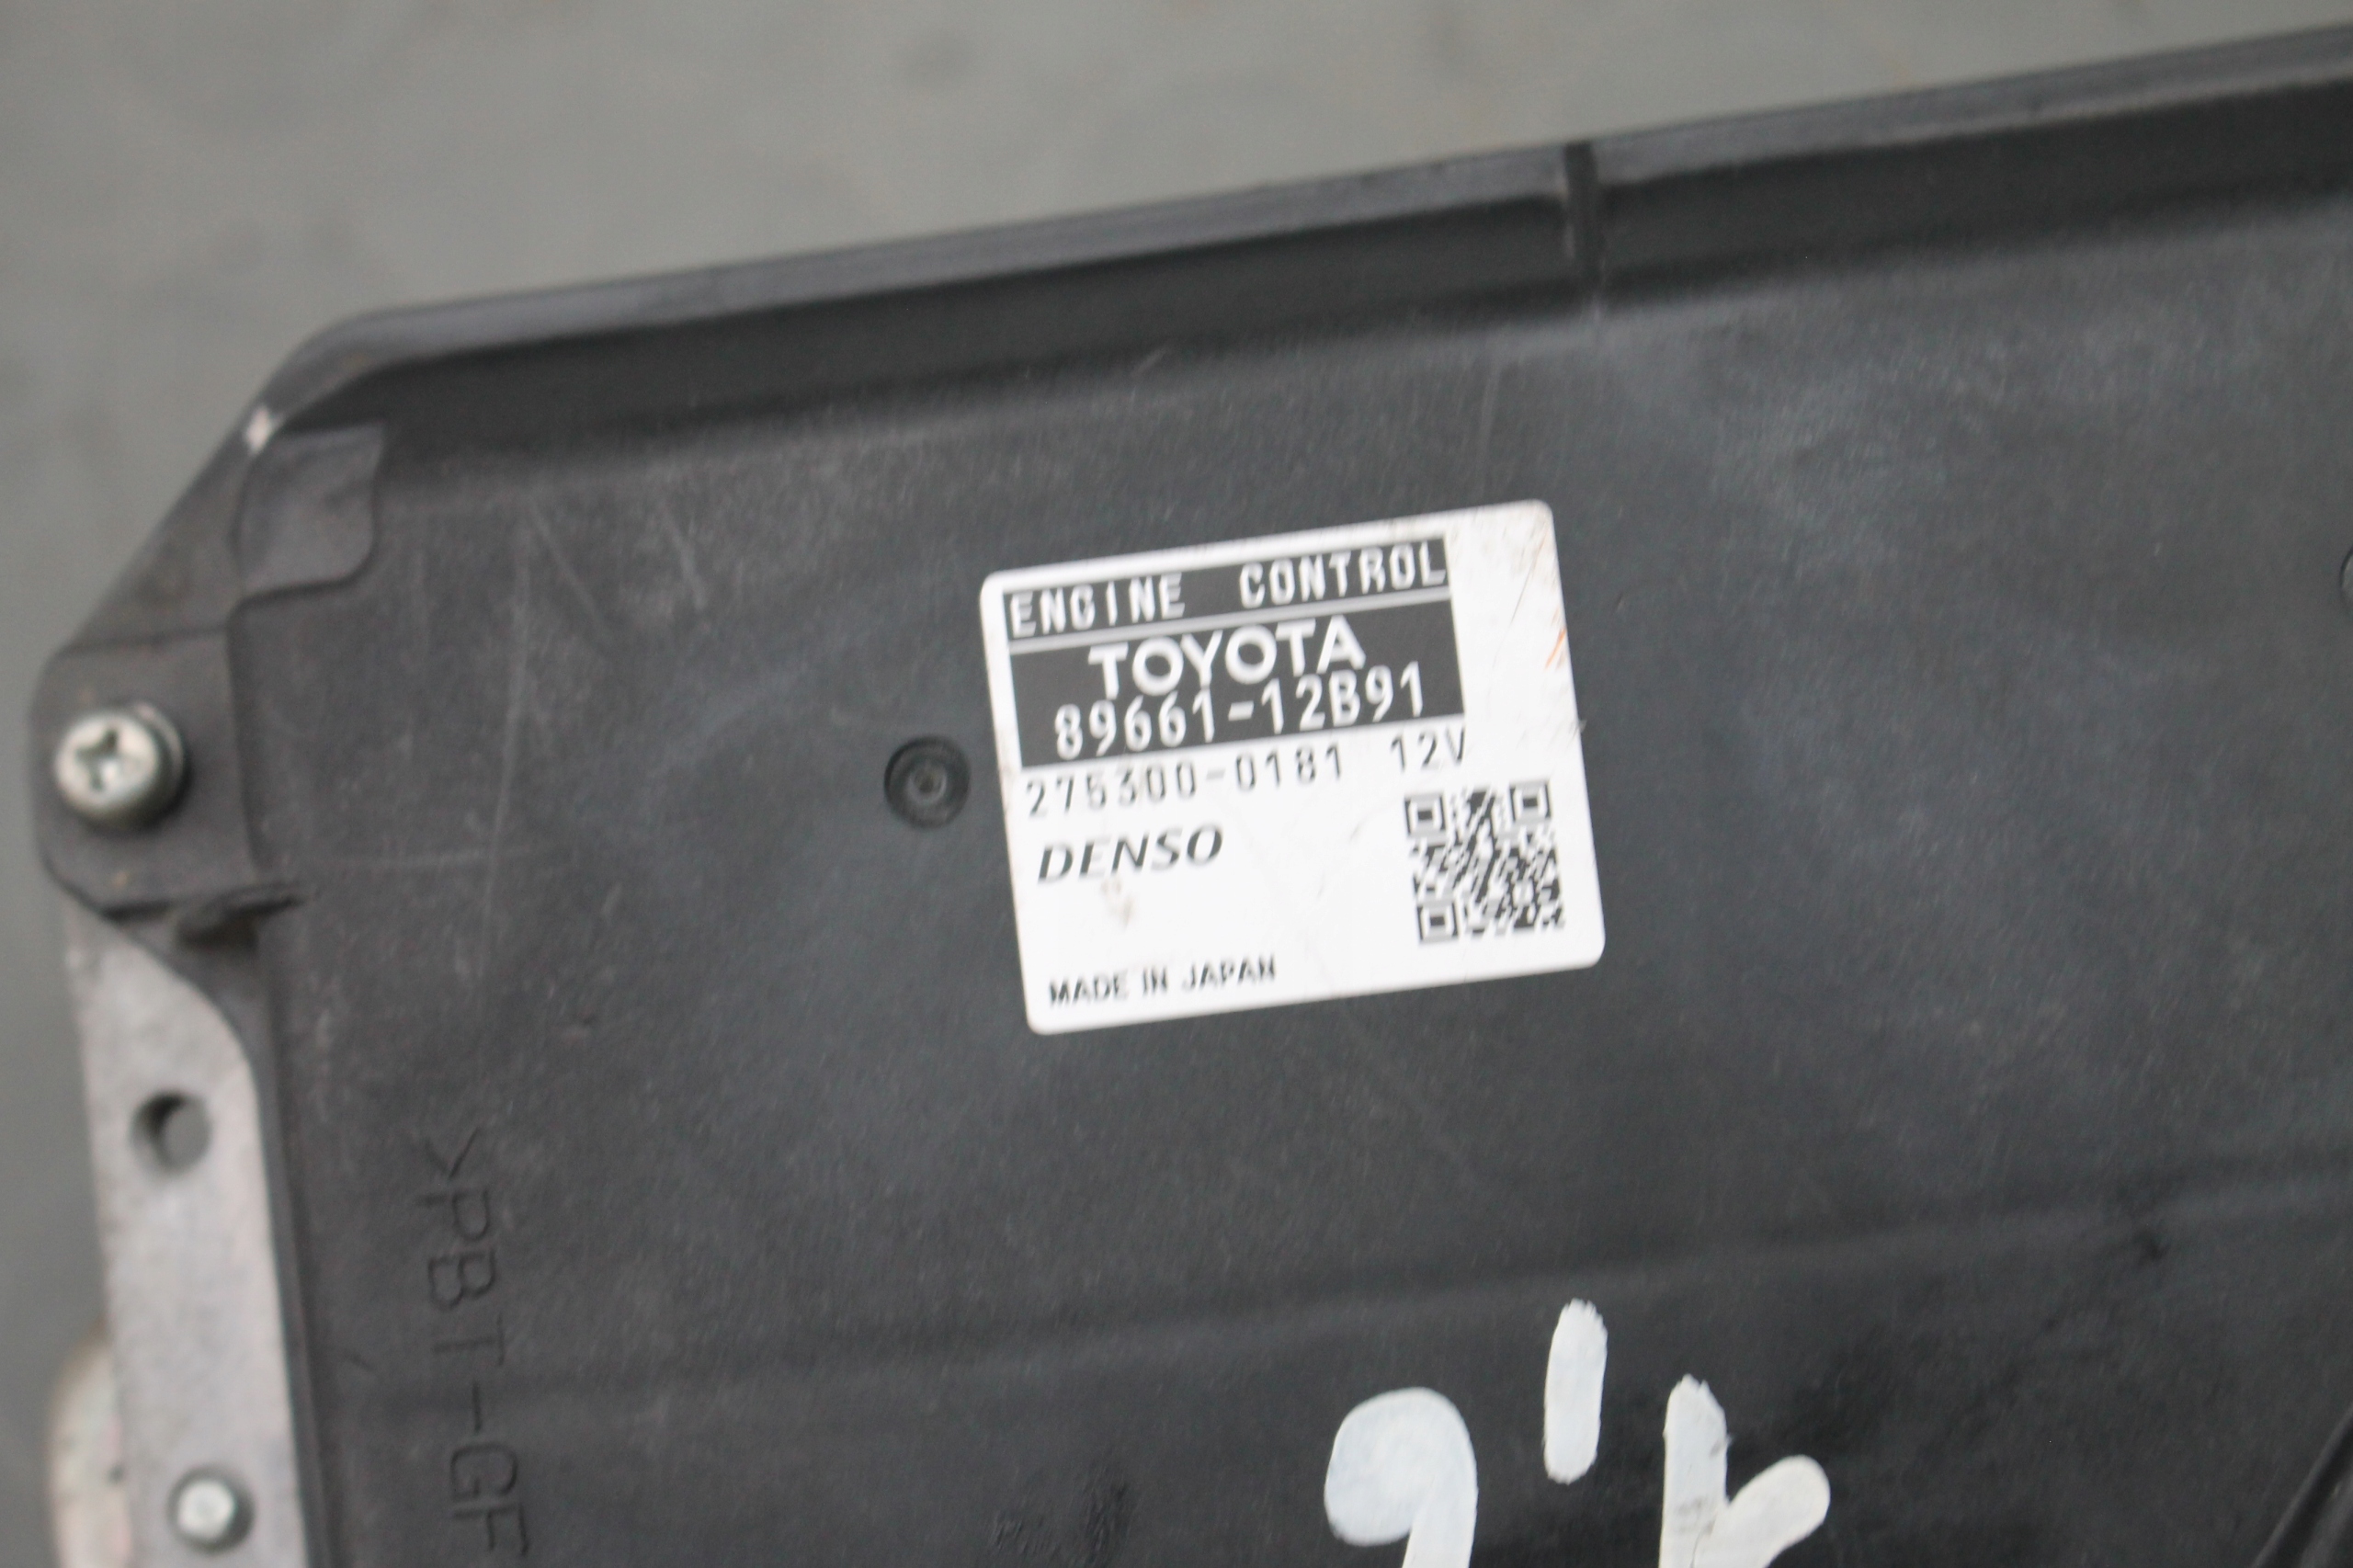 ENGINE CONTROL
TOYOTA
89661-12B91
275300-0181 12V
DENSO
MADE IN JAPAN
>PBT-GF